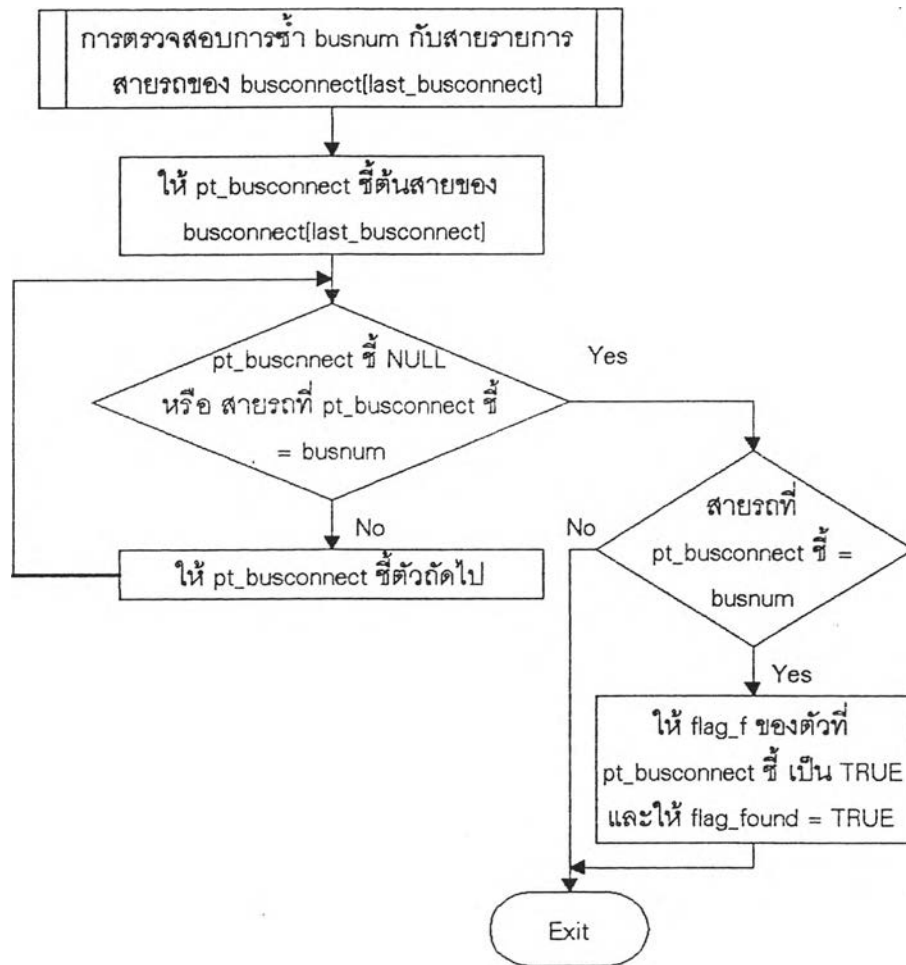 การตรวจสอบการซ้ำ busnum กับสายรายการ
สายรถของ busconnect[last_busconnect]
ให้ pt_busconnect ชี้ต้นสายของ
busconnect[last_busconnect]
pt_buscnnect ชี้ NULL
หรือ สายรถที่ pt_busconnect ชี้
= busnum
Yes
No
ให้ pt_busconnect ชี้ตัวถัดไป
สายรถที่
pt_busconnect ชี้ =
busnum
No
Yes
ให้ flag_f ของตัวที่
pt_busconnect ชี้ เป็น TRUE
และให้ flag_found = TRUE
Exit